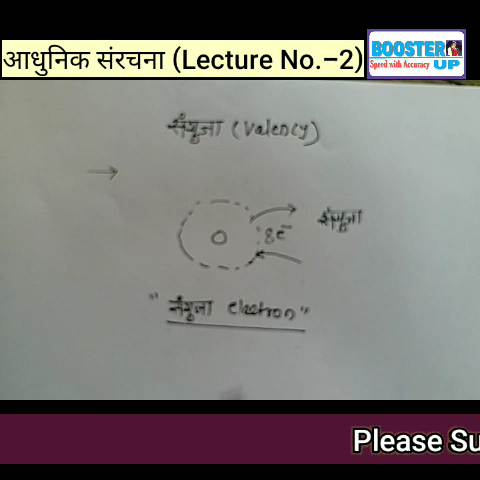 आधुनिक संरचना (Lecture No.–2)
BOOSTER
Speed with Accuracy UP
सँयुजा (Valency)
संयुजा
8e⁻
"सँयुजा electron"
Please Su